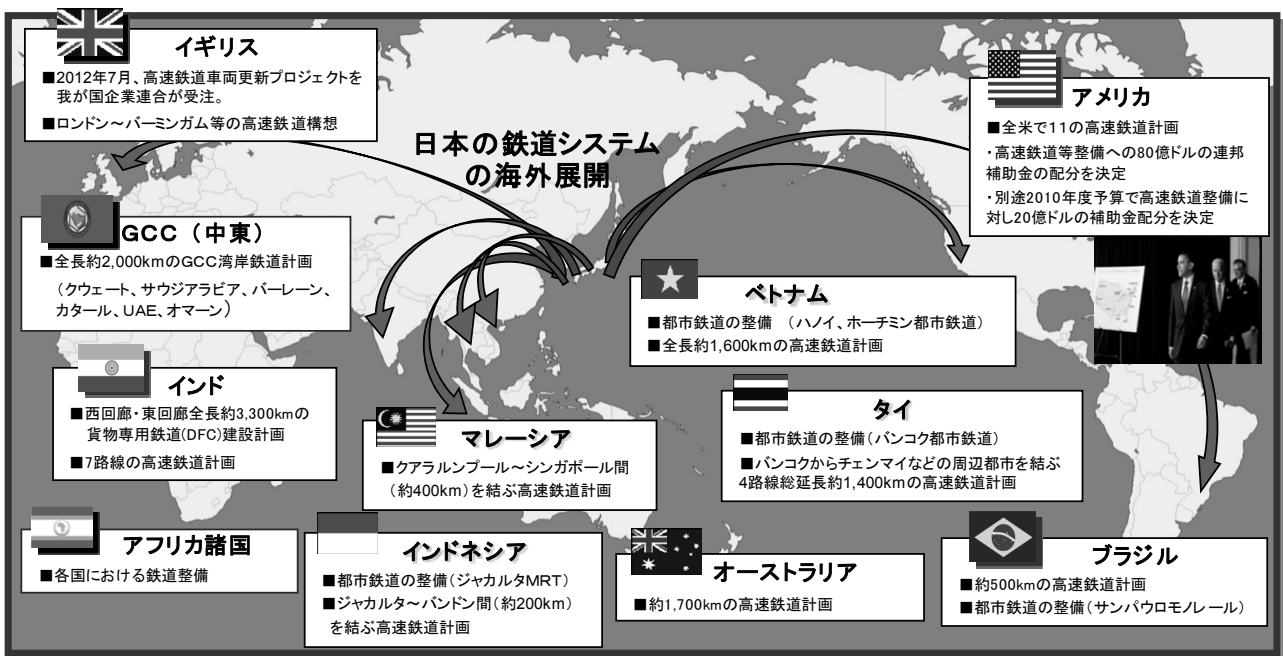 イギリス
■2012年7月、高速鉄道車両更新プロジェクトを
我が国企業連合が受注。
■ロンドン～バーミンガム等の高速鉄道構想
日本の鉄道システム
の海外展開
アメリカ
■全米で11の高速鉄道計画
・高速鉄道等整備への80億ドルの連邦
補助金の配分を決定
・別途2010年度予算で高速鉄道整備に
対し20億ドルの補助金配分を決定
GCC（中東）
■全長約2,000kmのGCC湾岸鉄道計画
（クウェート、サウジアラビア、バーレーン、
カタール、UAE、オマーン）
ベトナム
■都市鉄道の整備　（ハノイ、ホーチミン都市鉄道）
■全長約1,600kmの高速鉄道計画
インド
■西回廊・東回廊全長約3,300kmの
貨物専用鉄道(DFC)建設計画
■7路線の高速鉄道計画
マレーシア
■クアラルンプール～シンガポール間
（約400km）を結ぶ高速鉄道計画
タイ
■都市鉄道の整備（バンコク都市鉄道）
■バンコクからチェンマイなどの周辺都市を結ぶ
4路線総延長約1,400kmの高速鉄道計画
アフリカ諸国
■各国における鉄道整備
インドネシア
■都市鉄道の整備（ジャカルタMRT）
■ジャカルタ～バンドン間（約200km）
を結ぶ高速鉄道計画
オーストラリア
■約1,700kmの高速鉄道計画
ブラジル
■約500kmの高速鉄道計画
■都市鉄道の整備（サンパウロモノレール）